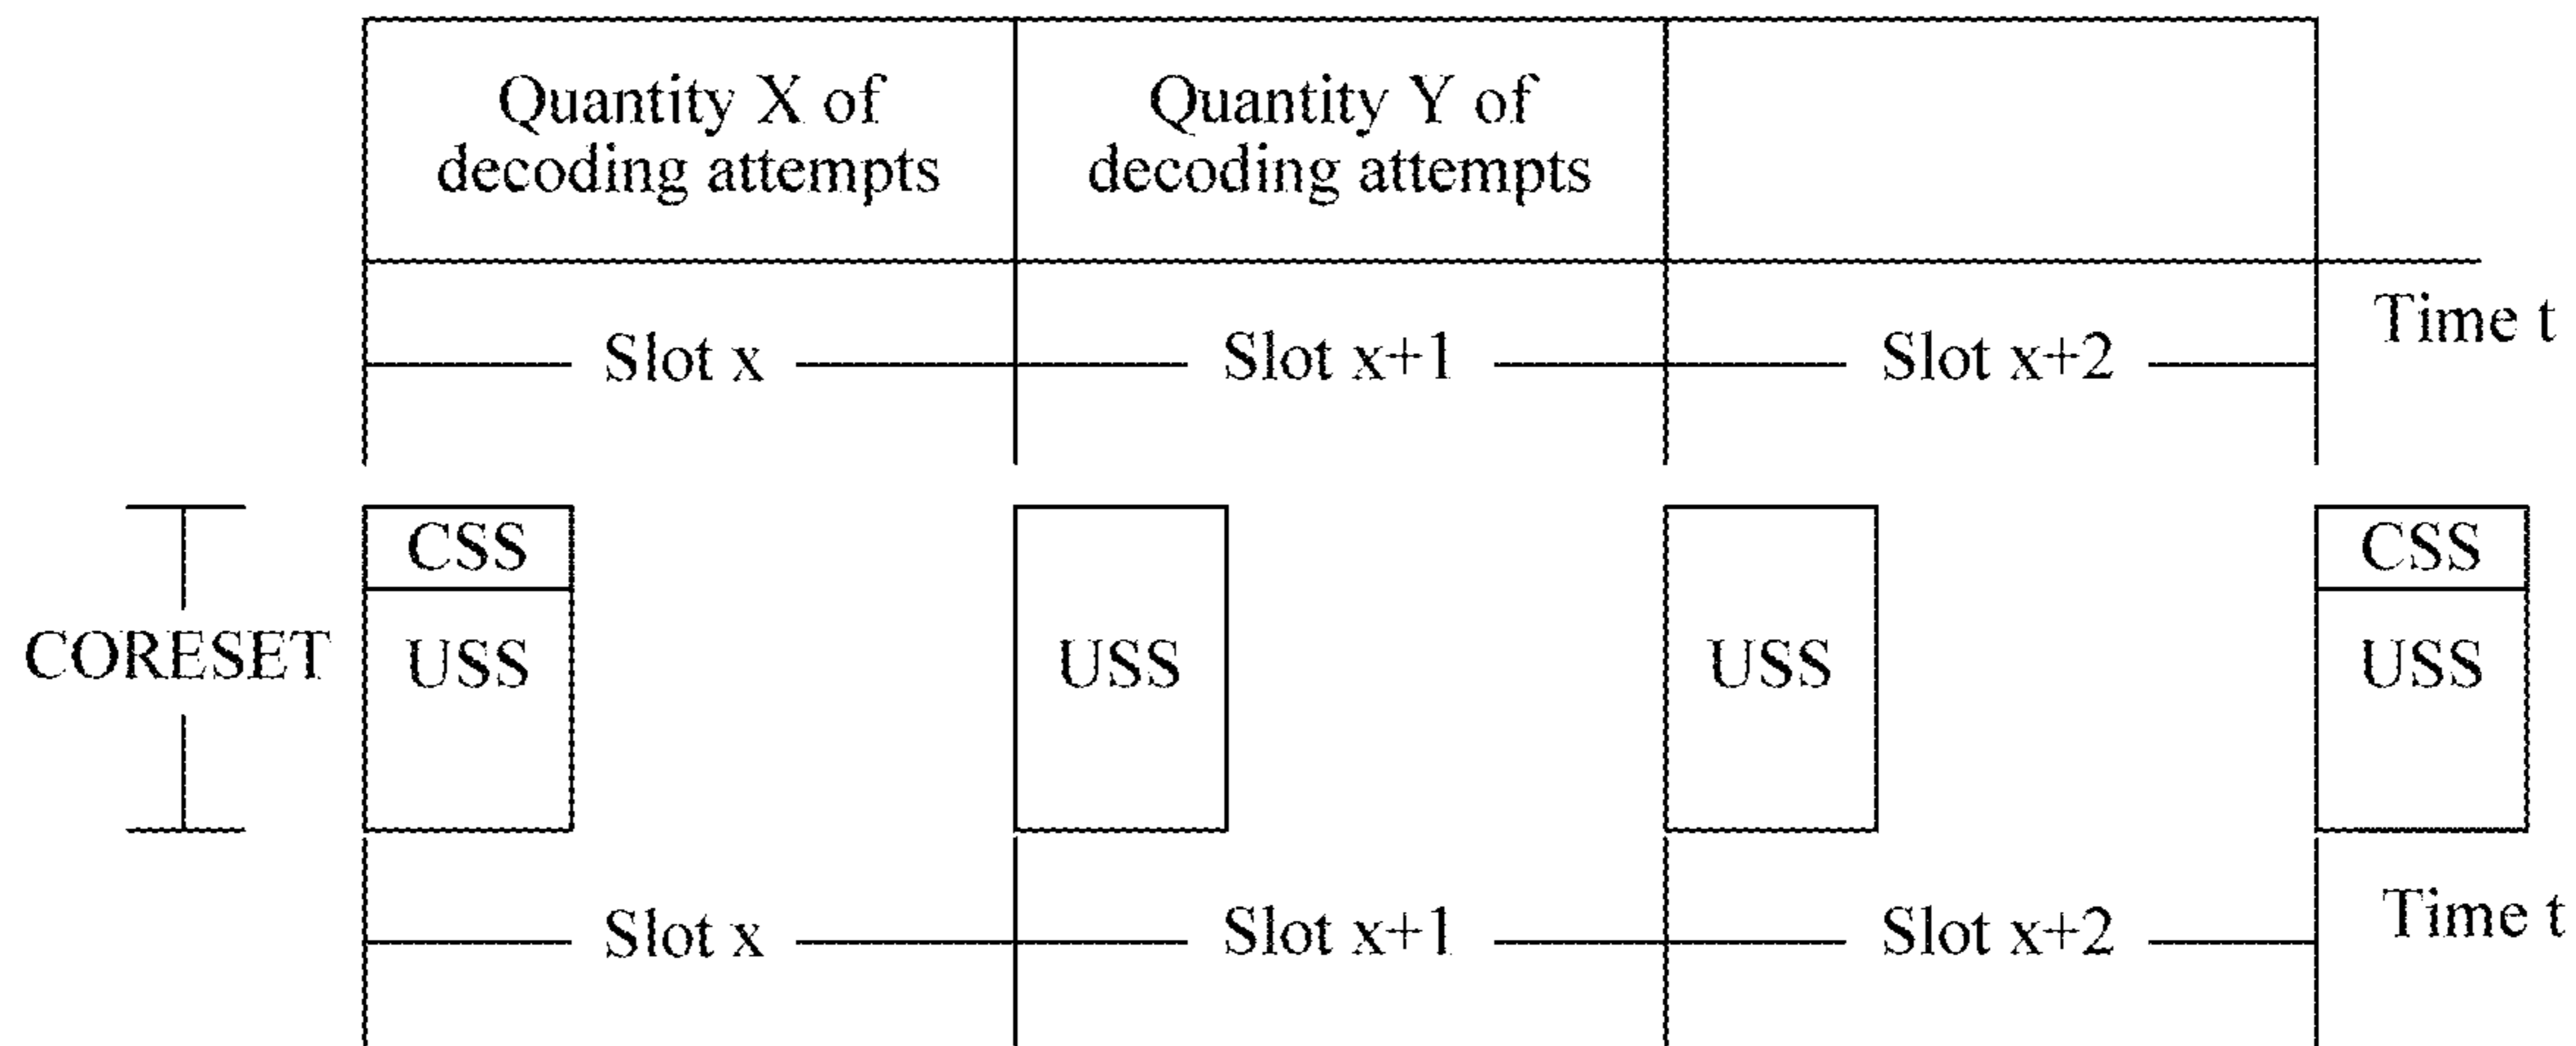 Quantity X of
decoding attempts
Quantity Y of
decoding attempts
Time t
Slot x
Slot x+1
Slot x+2
CORESET
CSS
USS
USS
USS
CSS
USS
Time t
Slot x
Slot x+1
Slot x+2